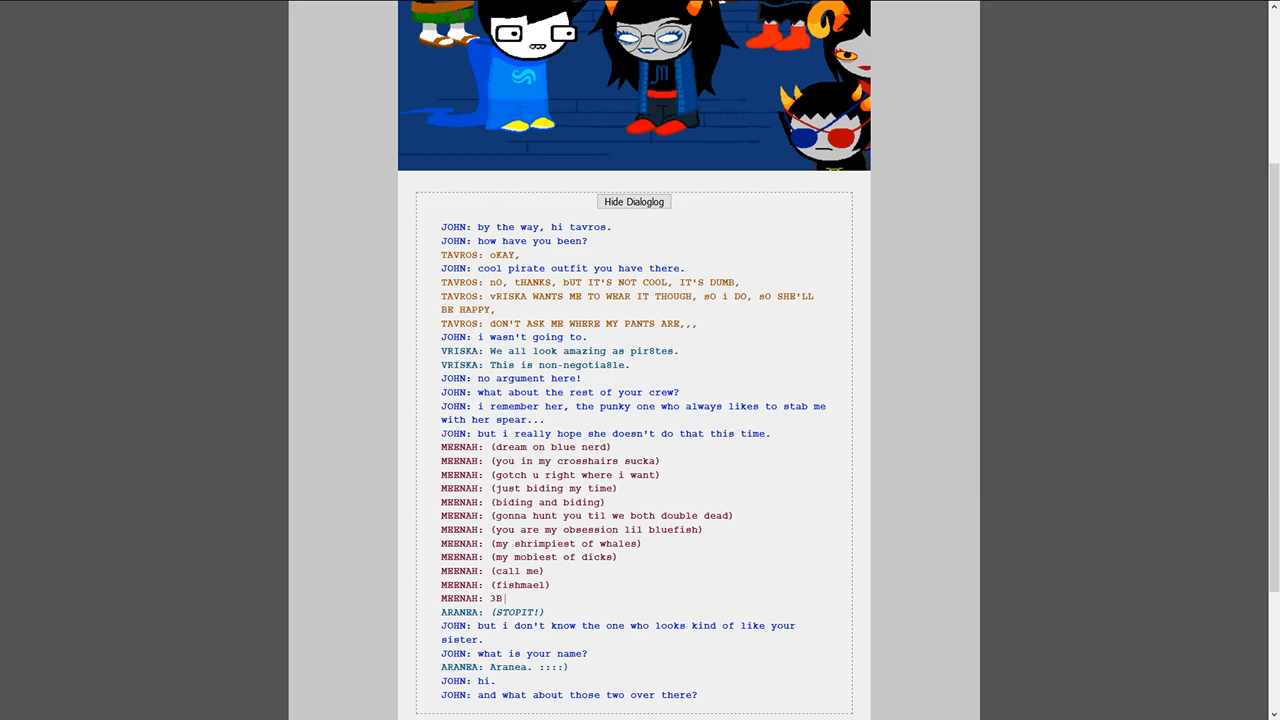 Hide Dialoglog
JOHN: by the way, hi tavros.
JOHN: how have you been?
TAVROS: oKAY,
JOHN: cool pirate outfit you have there.
TAVROS: nO, tHANKS, bUT IT'S NOT COOL, IT'S DUMB,
TAVROS: vRISKA WANTS ME TO WEAR IT THOUGH, sO i DO, sO SHE'LL
BE HAPPY,
TAVROS: dON'T ASK ME WHERE MY PANTS ARE,,,
JOHN: i wasn't going to.
VRISKA: We all look amazing as pir8tes.
VRISKA: This is non-negotia8le.
JOHN: no argument here!
JOHN: what about the rest of your crew?
JOHN: i remember her, the punky one who always likes to stab me
with her spear...
JOHN: but i really hope she doesn't do that this time.
MEENAH: (dream on blue nerd)
MEENAH: (you in my crosshairs sucka)
MEENAH: (gotch u right where i want)
MEENAH: (just biding my time)
MEENAH: (biding and biding)
MEENAH: (gonna hunt you til we both double dead)
MEENAH: (you are my obsession lil bluefish)
MEENAH: (my shrimpiest of whales)
MEENAH: (my mobiest of dicks)
MEENAH: (call me)
MEENAH: (fishmael)
MEENAH: 3B|
ARANEA: (STOPIT!)
JOHN: but i don't know the one who looks kind of like your
sister.
JOHN: what is your name?
ARANEA: Aranea. ::::)
JOHN: hi.
JOHN: and what about those two over there?